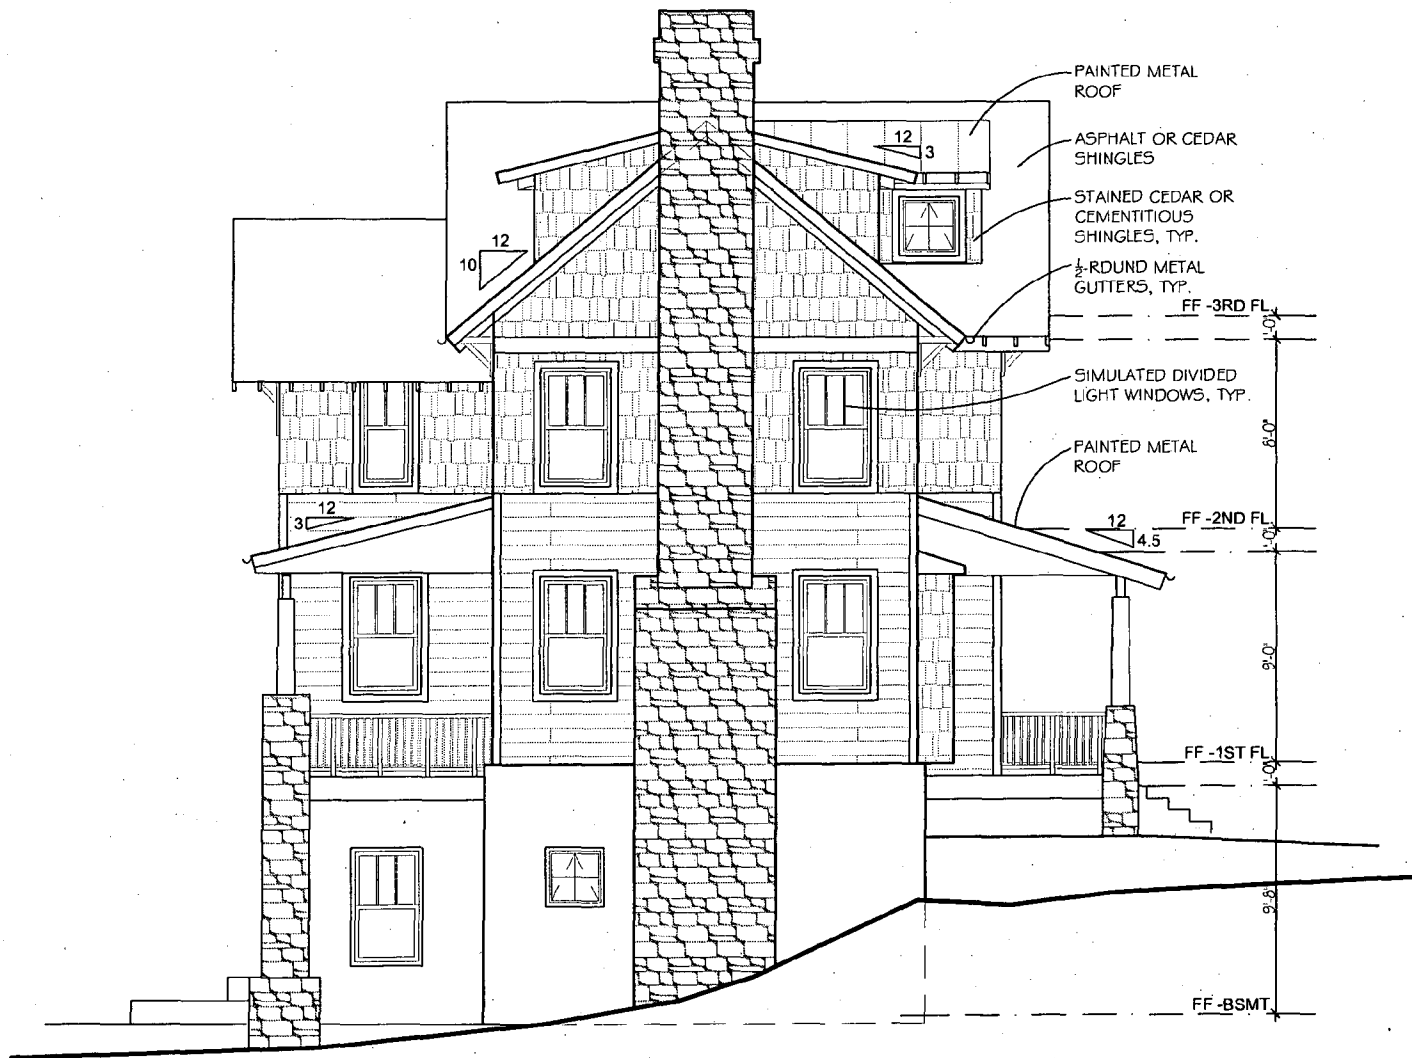 PAINTED METAL
ROOF
12
3
ASPHALT OR CEDAR
SHINGLES
STAINED CEDAR OR
CEMENTITIOUS
SHINGLES, TYP.
12
10
½-ROUND METAL
GUTTERS, TYP.
FF -3RD FL
1'-0"
SIMULATED DIVIDED
LIGHT WINDOWS, TYP.
8'-0"
PAINTED METAL
ROOF
12
3
FF -2ND FL
12
4.5
1'-0"
9'-0"
FF -1ST FL
1'-0"
9'-8"
FF -BSMT